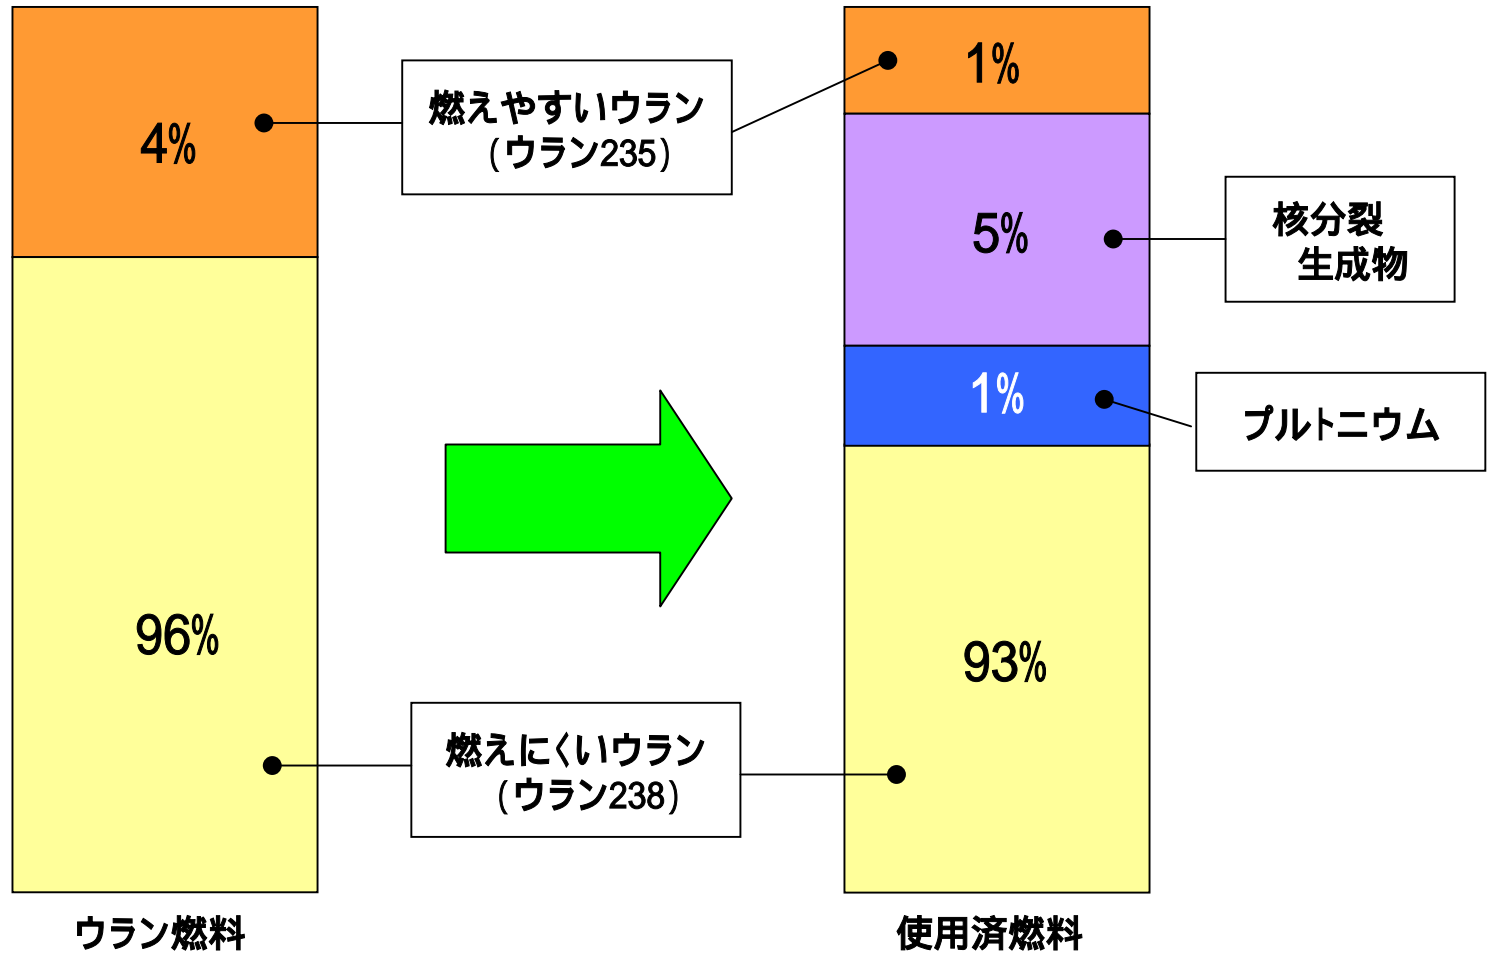 4%
96%
ウラン燃料
燃えやすいウラン
(ウラン235)
燃えにくいウラン
(ウラン238)
1%
5%
1%
93%
使用済燃料
核分裂
生成物
プルトニウム